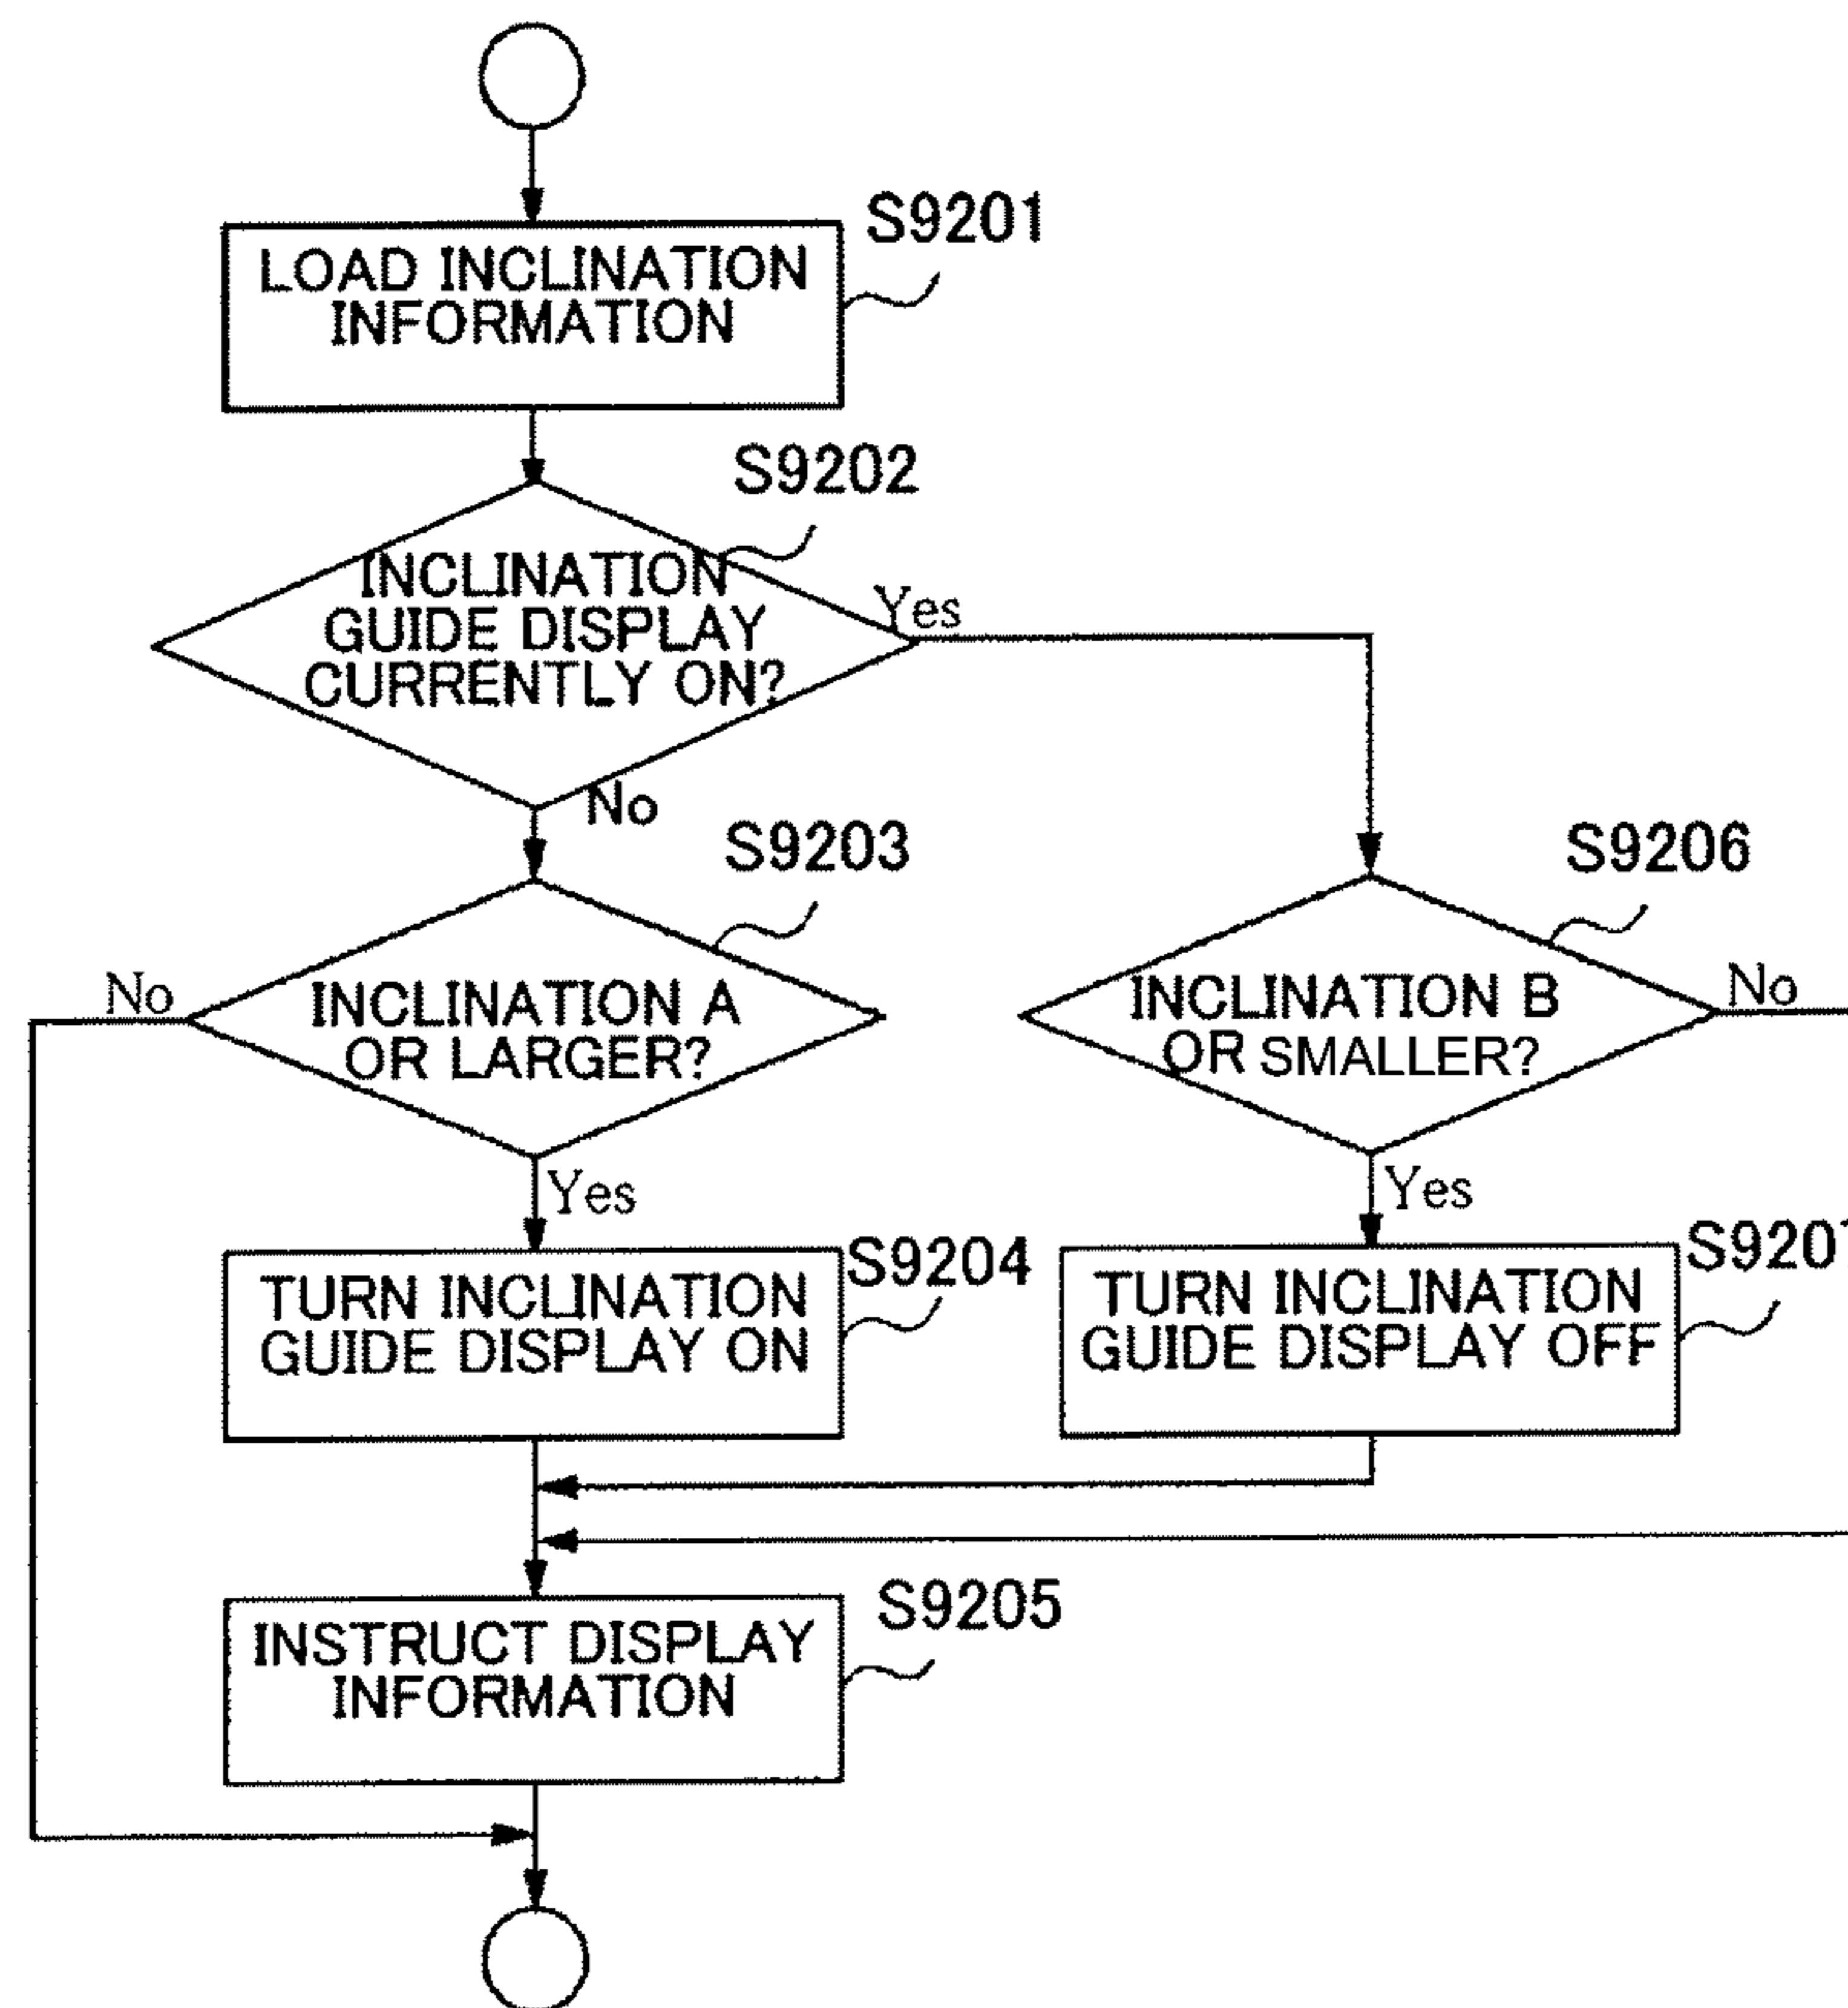 S9201
LOAD INCLINATION
INFORMATION
S9202
INCLINATION
GUIDE DISPLAY
CURRENTLY ON?
Yes
No
S9203
INCLINATION A
OR LARGER?
No
Yes
S9206
INCLINATION B
OR SMALLER?
No
Yes
S9204
TURN INCLINATION
GUIDE DISPLAY ON
TURN INCLINATION
GUIDE DISPLAY OFF
S9205
INSTRUCT DISPLAY
INFORMATION